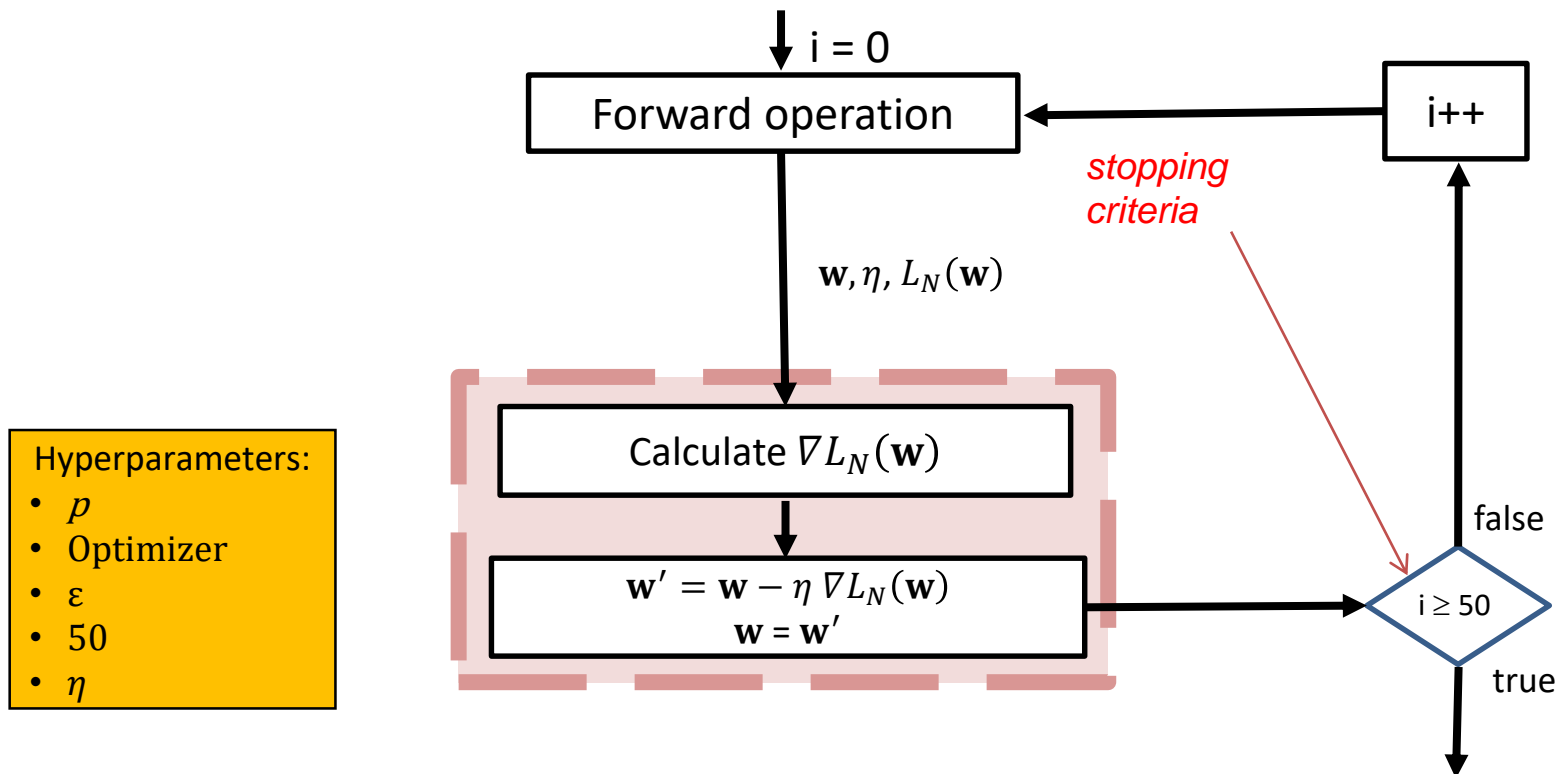 i = 0
Forward operation
i++
stopping
criteria
𝐰, 𝜂, 𝐿_𝑁(𝐰)
Calculate 𝛻𝐿_𝑁(𝐰)
𝐰′ = 𝐰 − 𝜂 𝛻𝐿_𝑁(𝐰)
𝐰 = 𝐰′
Hyperparameters:
• 𝑝
• Optimizer
• ε
• 50
• 𝜂
false
i ≥ 50
true